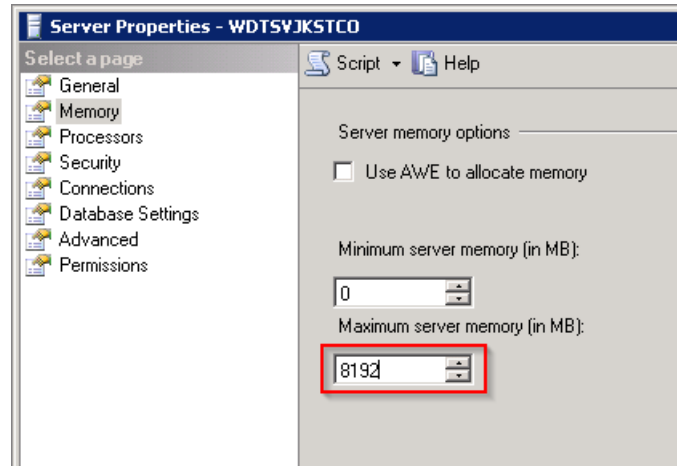 Server Properties - WDTSVJKSTCO
Select a page
General
Memory
Processors
Security
Connections
Database Settings
Advanced
Permissions
Script
Help
Server memory options
Use AWE to allocate memory
Minimum server memory (in MB):
0
Maximum server memory (in MB):
8192